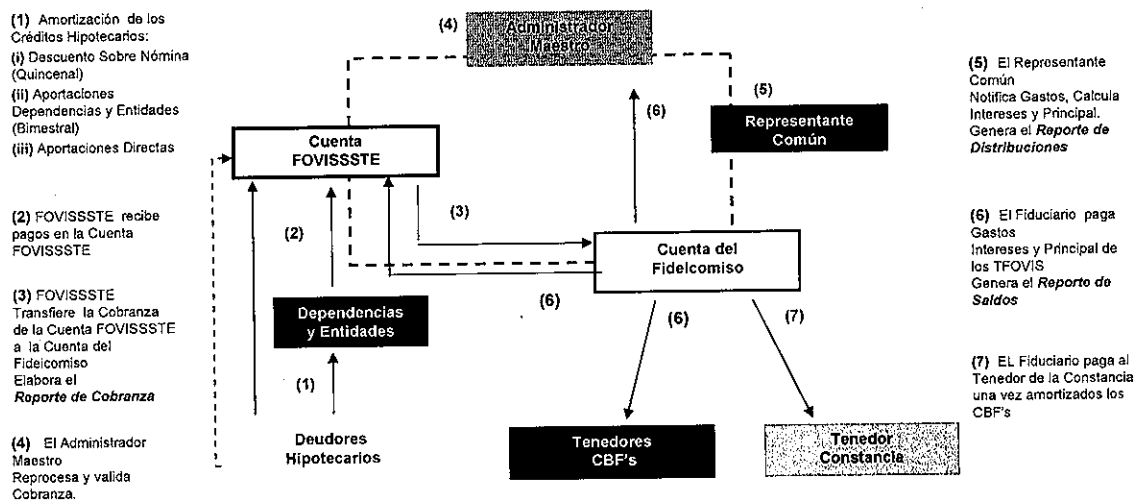 (1) Amortización de los
Créditos Hipotecarios:
(i) Descuento Sobre Nómina
(Quincenal)
(ii) Aportaciones
Dependencias y Entidades
(Bimestral)
(iii) Aportaciones Directas
(2) FOVISSSTE recibe
pagos en la Cuenta
FOVISSSTE
(3) FOVISSSTE
Transfiere la Cobranza
de la Cuenta FOVISSSTE
a la Cuenta del
Fideicomiso
Elabora el
Reporte de Cobranza
(4) El Administrador
Maestro
Reprocesa y valida
Cobranza.
(4)
Administrador
Maestro
(5)
Representante
Común
(6)
Cuenta
FOVISSSTE
(2)
(3)
Cuenta del
Fideicomiso
(6)
(6)
(7)
Dependencias
y Entidades
(1)
Deudores
Hipotecarios
Tenedores
CBF's
Tenedor
Constancia
(5) El Representante
Común
Notifica Gastos, Calcula
Intereses y Principal.
Genera el Reporte de
Distribuciones
(6) El Fiduciario paga
Gastos
Intereses y Principal de
los TFOVIS
Genera el Reporte de
Saldos
(7) EL Fiduciario paga al
Tenedor de la Constancia
una vez amortizados los
CBF's